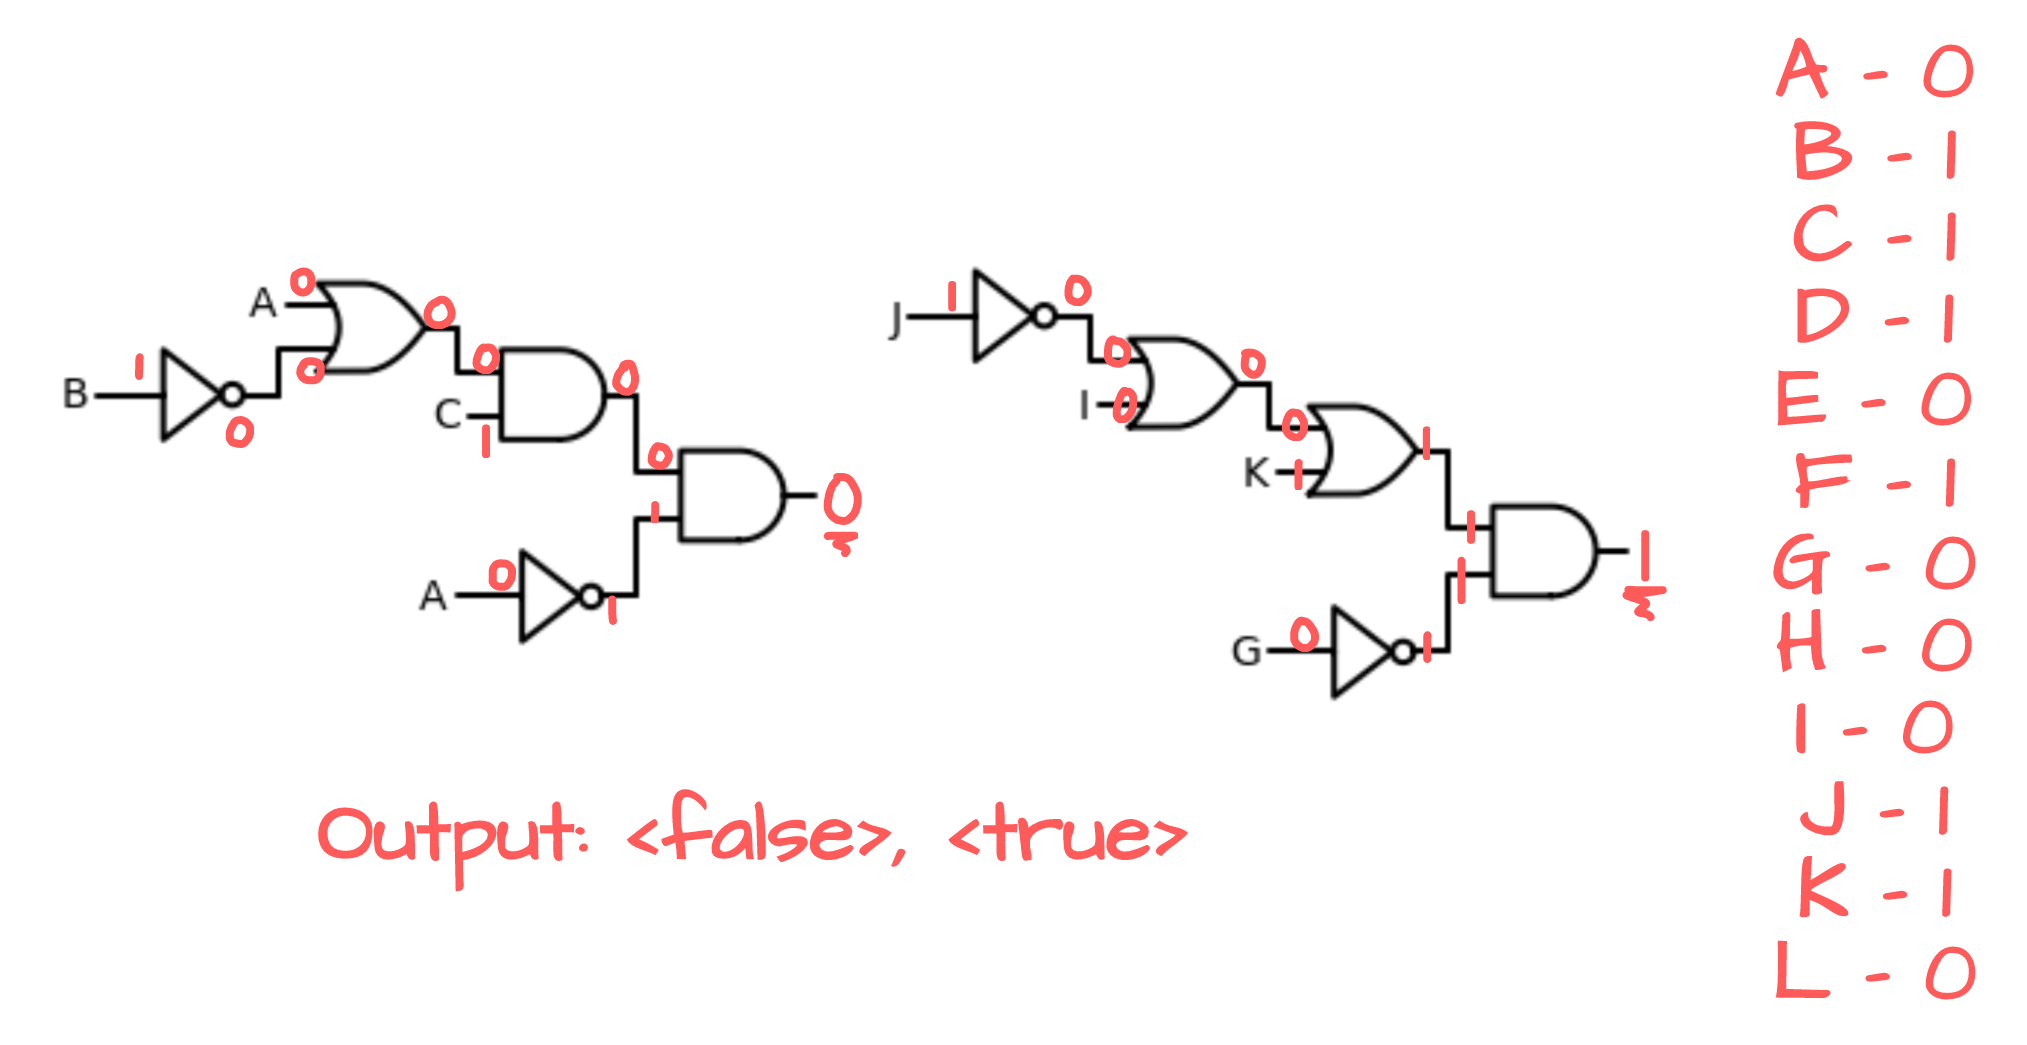 A - 0
B - 1
C - 1
D - 1
E - 0
F - 1
G - 0
H - 0
I - 0
J - 1
K - 1
L - 0
A 0 0
B 1 0 0
0 0
C 1
0 1 0
A 0 1
J 1 0
0 0
I 0
0 1
K 1
1 1 1
G 0 1
Output: <false>, <true>